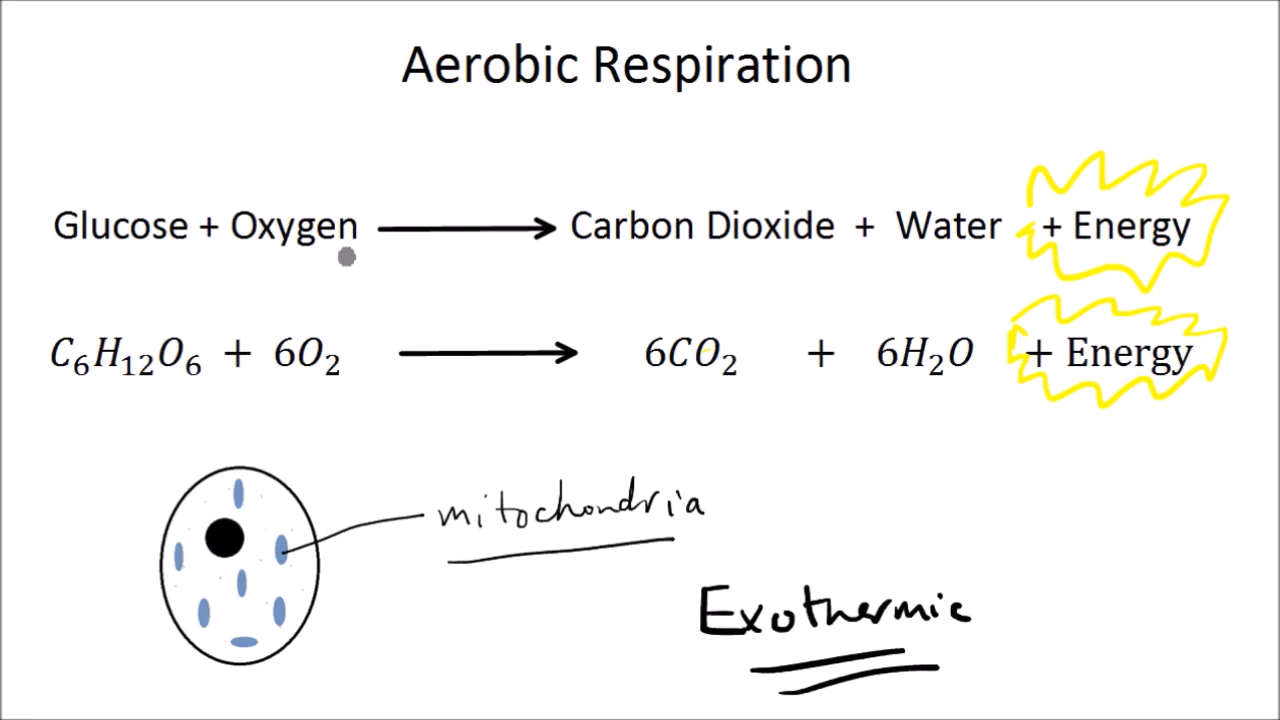 Aerobic Respiration
Glucose + Oxygen ⟶ Carbon Dioxide + Water + Energy
C₆H₁₂O₆ + 6O₂ ⟶ 6CO₂ + 6H₂O + Energy
mitochondria
Exothermic